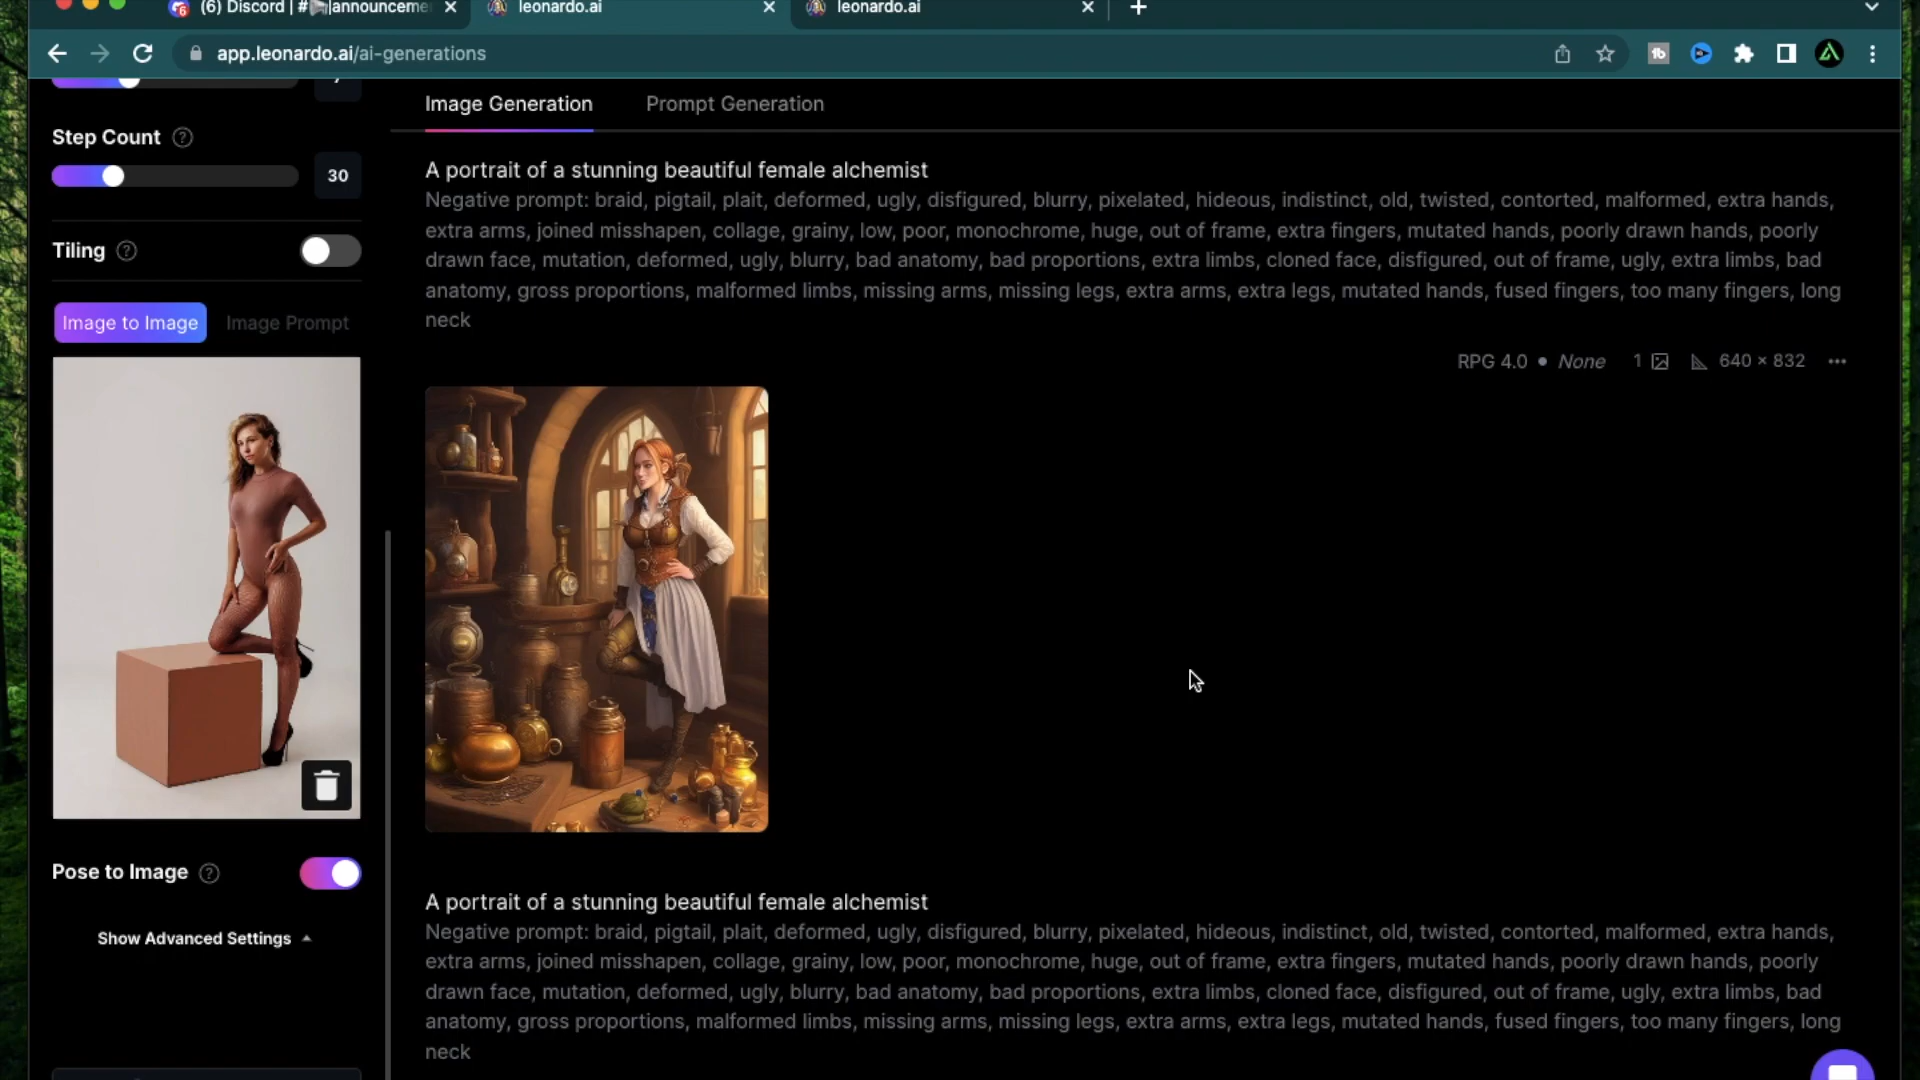 (6) Discord | #|announceme
leonardo.ai
leonardo.ai
app.leonardo.ai/ai-generations
Image Generation
Prompt Generation
Step Count
30
Tiling
Image to Image
Image Prompt
Pose to Image
Show Advanced Settings
A portrait of a stunning beautiful female alchemist
Negative prompt: braid, pigtail, plait, deformed, ugly, disfigured, blurry, pixelated, hideous, indistinct, old, twisted, contorted, malformed, extra hands,
extra arms, joined misshapen, collage, grainy, low, poor, monochrome, huge, out of frame, extra fingers, mutated hands, poorly drawn hands, poorly
drawn face, mutation, deformed, ugly, blurry, bad anatomy, bad proportions, extra limbs, cloned face, disfigured, out of frame, ugly, extra limbs, bad
anatomy, gross proportions, malformed limbs, missing arms, missing legs, extra arms, extra legs, mutated hands, fused fingers, too many fingers, long
neck
RPG 4.0 • None 1 640 × 832
A portrait of a stunning beautiful female alchemist
Negative prompt: braid, pigtail, plait, deformed, ugly, disfigured, blurry, pixelated, hideous, indistinct, old, twisted, contorted, malformed, extra hands,
extra arms, joined misshapen, collage, grainy, low, poor, monochrome, huge, out of frame, extra fingers, mutated hands, poorly drawn hands, poorly
drawn face, mutation, deformed, ugly, blurry, bad anatomy, bad proportions, extra limbs, cloned face, disfigured, out of frame, ugly, extra limbs, bad
anatomy, gross proportions, malformed limbs, missing arms, missing legs, extra arms, extra legs, mutated hands, fused fingers, too many fingers, long
neck